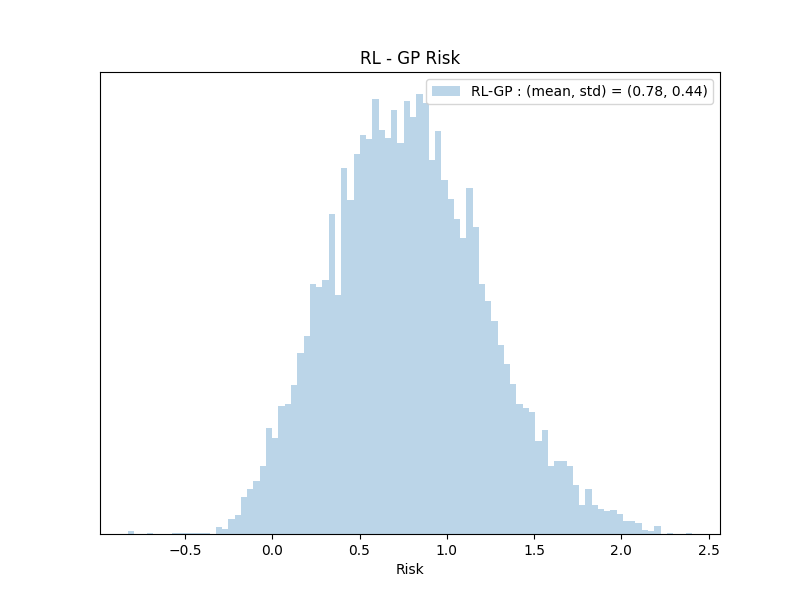 RL - GP Risk
RL-GP : (mean, std) = (0.78, 0.44)
−0.5 0.0 0.5 1.0 1.5 2.0 2.5
Risk